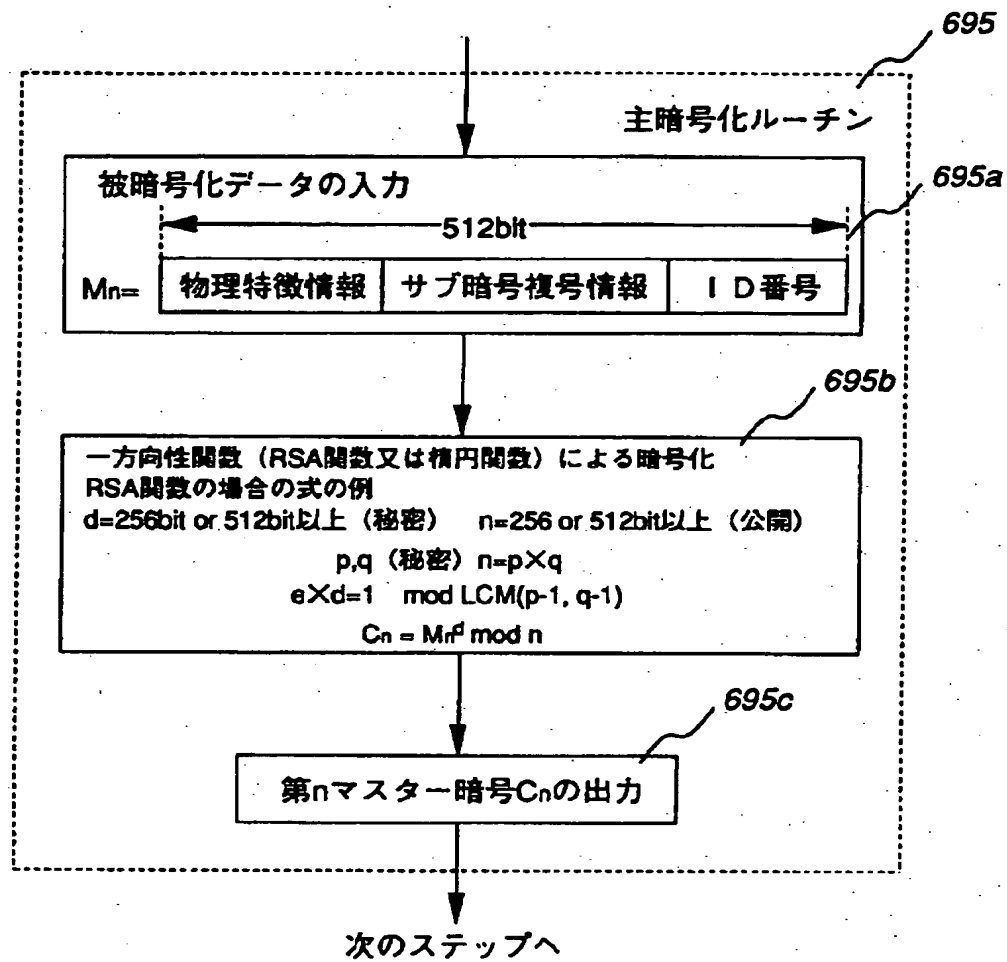 695
主暗号化ルーチン
695a
被暗号化データの入力
512bit
Mn= 物理特徴情報 サブ暗号複号情報 ID番号
695b
一方向性関数（RSA関数又は楕円関数）による暗号化
RSA関数の場合の式の例
d=256bit or 512bit以上（秘密） n=256 or 512bit以上（公開）
p,q（秘密）n=p×q
e×d=1 mod LCM(p-1, q-1)
Cn = Mn^d mod n
695c
第nマスター暗号Cnの出力
次のステップへ